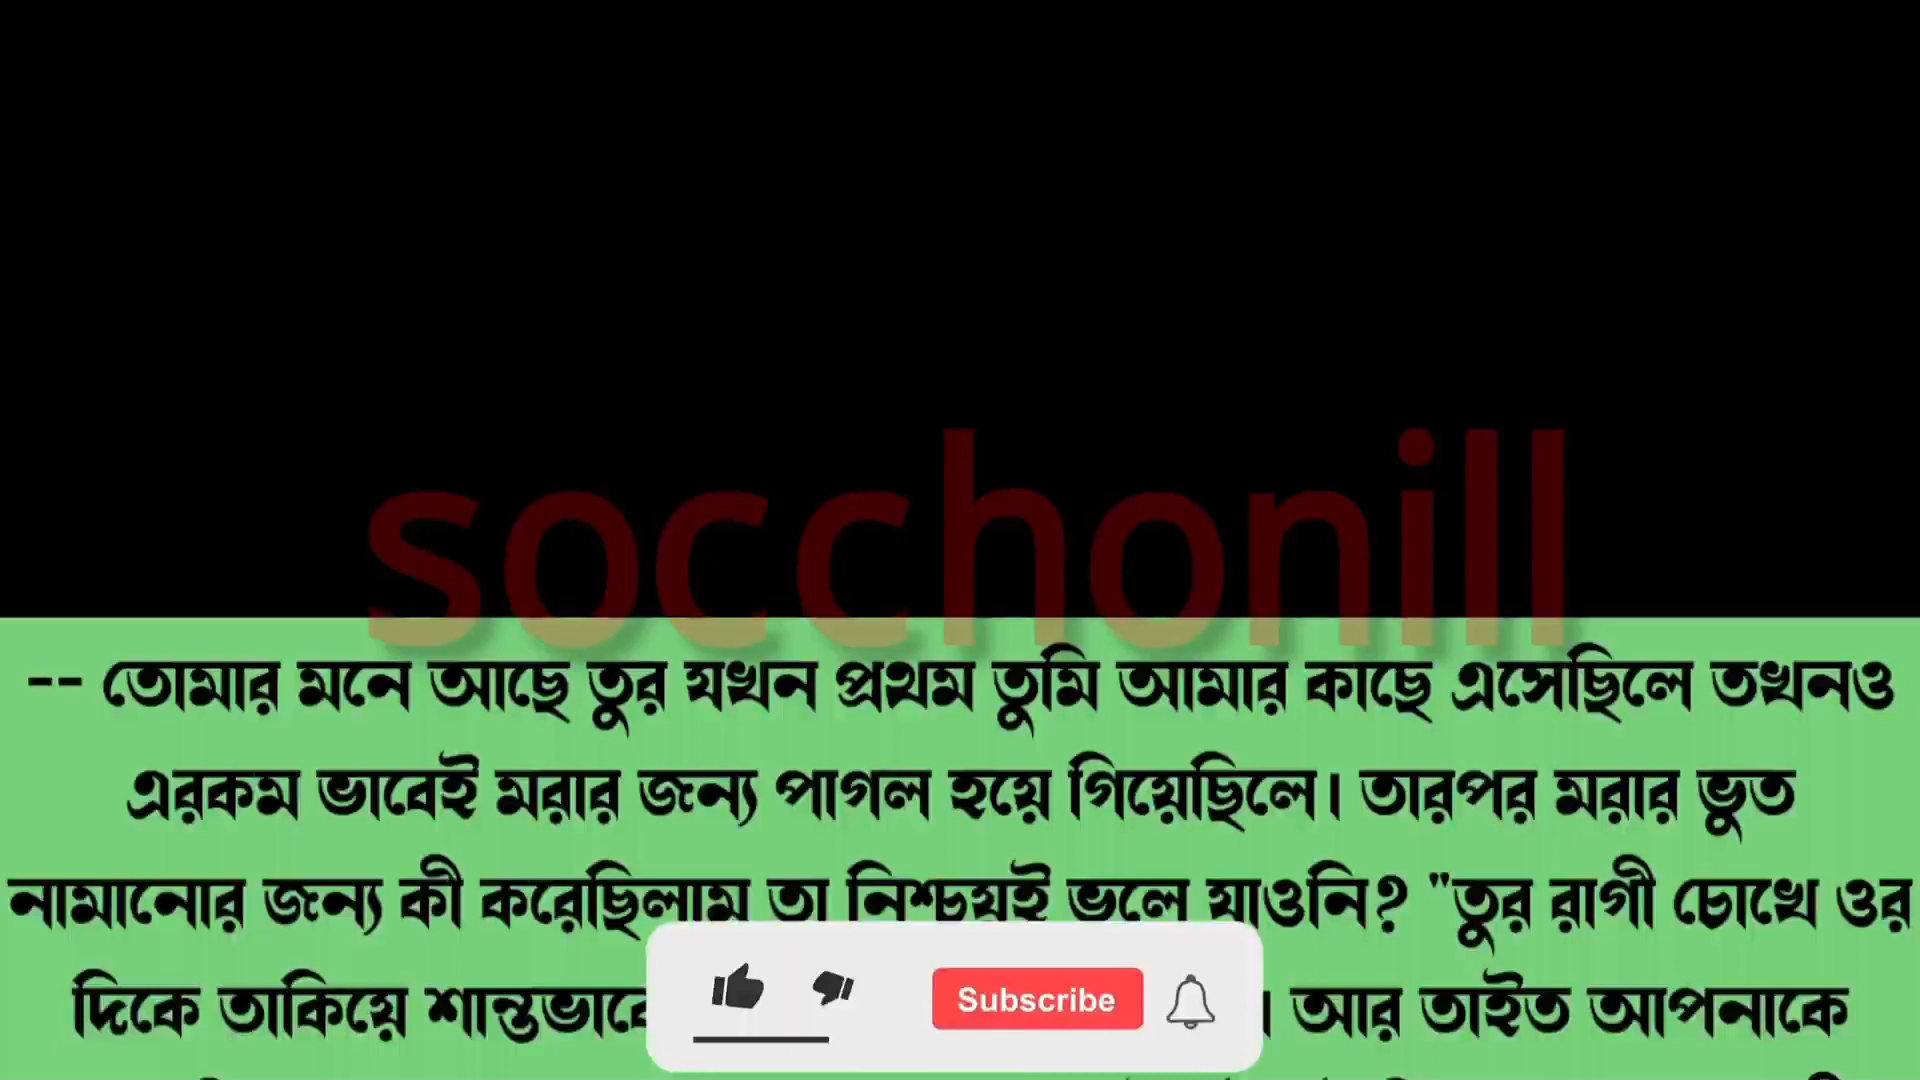 socchonill
-- তোমার মনে আছে তুর যখন প্রথম তুমি আমার কাছে এসেছিলে তখনও
এরকম ভাবেই মরার জন্য পাগল হয়ে গিয়েছিলে। তারপর মরার ভুত
নামানোর জন্য কী করেছিলাম তা নিশ্চয়ই ভুলে যাওনি? "তুর রাগী চোখে ওর
দিকে তাকিয়ে শান্তভাবে । আর তাইত আপনাকে
Subscribe